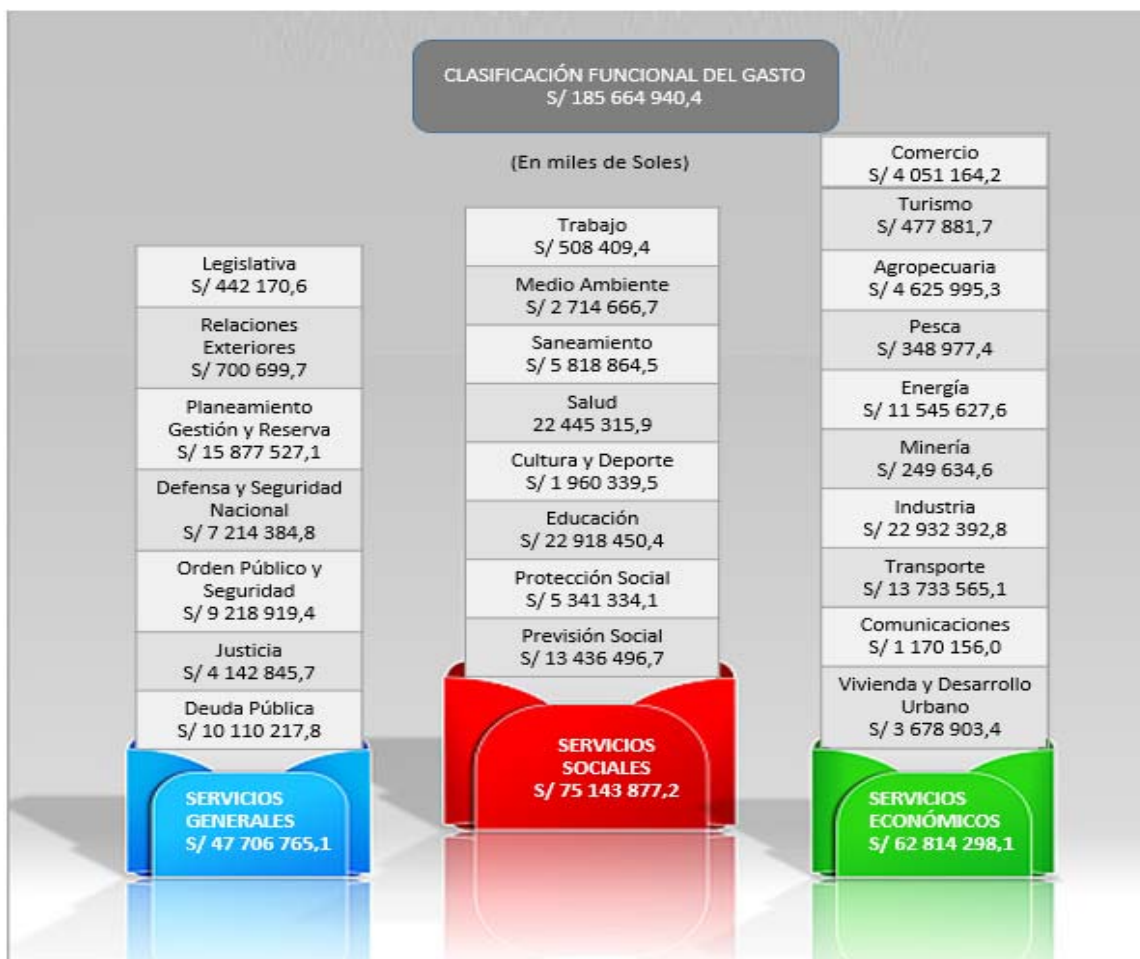 CLASIFICACIÓN FUNCIONAL DEL GASTO
S/ 185 664 940,4
(En miles de Soles)
Legislativa
S/ 442 170,6
Relaciones
Exteriores
S/ 700 699,7
Planeamiento
Gestión y Reserva
S/ 15 877 527,1
Defensa y Seguridad
Nacional
S/ 7 214 384,8
Orden Público y
Seguridad
S/ 9 218 919,4
Justicia
S/ 4 142 845,7
Deuda Pública
S/ 10 110 217,8
SERVICIOS
GENERALES
S/ 47 706 765,1
Trabajo
S/ 508 409,4
Medio Ambiente
S/ 2 714 666,7
Saneamiento
S/ 5 818 864,5
Salud
22 445 315,9
Cultura y Deporte
S/ 1 960 339,5
Educación
S/ 22 918 450,4
Protección Social
S/ 5 341 334,1
Previsión Social
S/ 13 436 496,7
SERVICIOS
SOCIALES
S/ 75 143 877,2
Comercio
S/ 4 051 164,2
Turismo
S/ 477 881,7
Agropecuaria
S/ 4 625 995,3
Pesca
S/ 348 977,4
Energía
S/ 11 545 627,6
Minería
S/ 249 634,6
Industria
S/ 22 932 392,8
Transporte
S/ 13 733 565,1
Comunicaciones
S/ 1 170 156,0
Vivienda y Desarrollo
Urbano
S/ 3 678 903,4
SERVICIOS
ECONÓMICOS
S/ 62 814 298,1